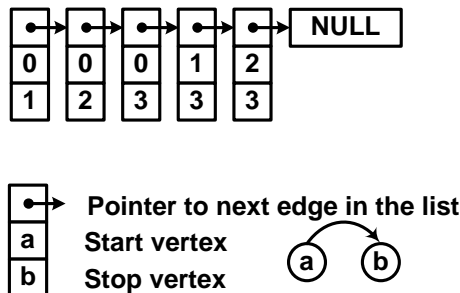 NULL
0 0 0 1 2
1 2 3 3 3
Pointer to next edge in the list
a Start vertex
b Stop vertex
a b